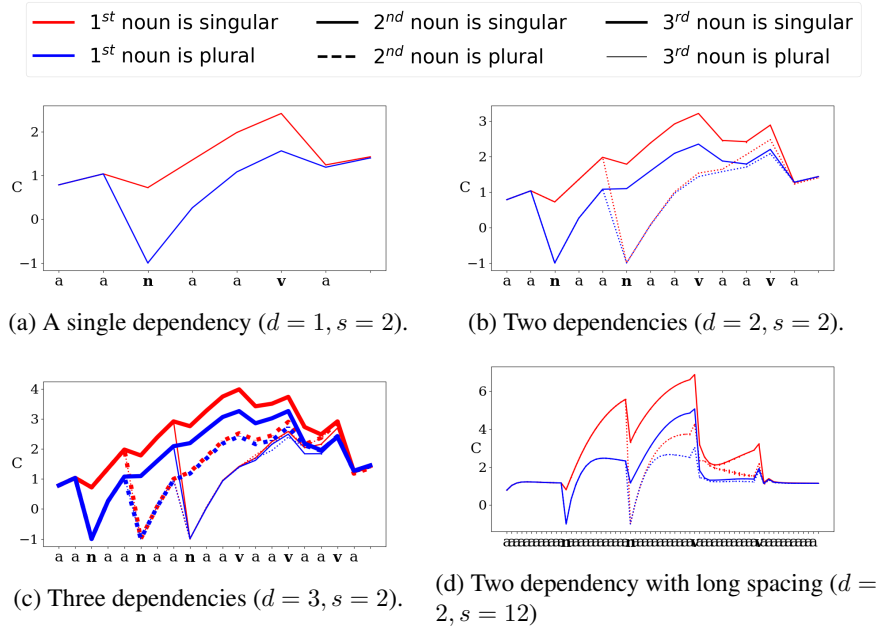 1st noun is singular 2nd noun is singular 3rd noun is singular
1st noun is plural 2nd noun is plural 3rd noun is plural
2
1
0
−1
C
a a n a a v a
(a) A single dependency (d = 1, s = 2).
3
2
1
0
−1
C
a a n a a n a a v a a v a
(b) Two dependencies (d = 2, s = 2).
4
3
2
1
0
−1
C
a a n a a n a a n a a v a a v a a v a
(c) Three dependencies (d = 3, s = 2).
6
4
2
0
C
(d) Two dependency with long spacing (d =
2, s = 12)